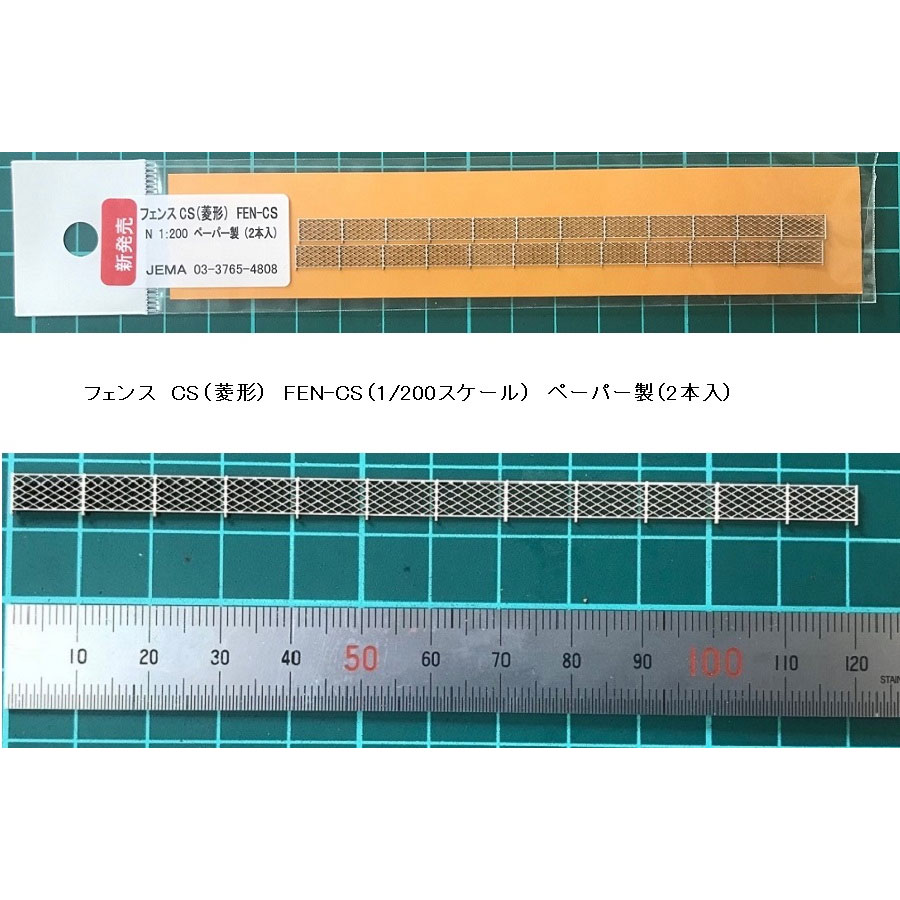 新発売
フェンスCS(菱形) FEN-CS
N 1:200 ペーパー製 (2本入)
JEMA 03-3765-4808
フェンス CS(菱形) FEN-CS(1/200スケール) ペーパー製(2本入)
10 20 30 40 50 60 70 80 90 100 110 120
STAIN